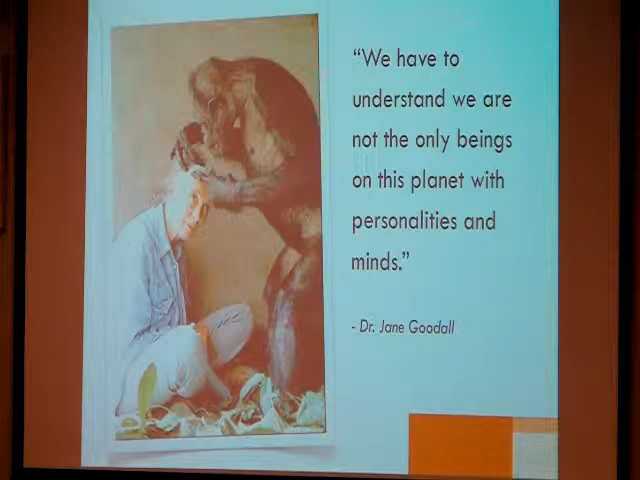 “We have to
understand we are
not the only beings
on this planet with
personalities and
minds.”
- Dr. Jane Goodall